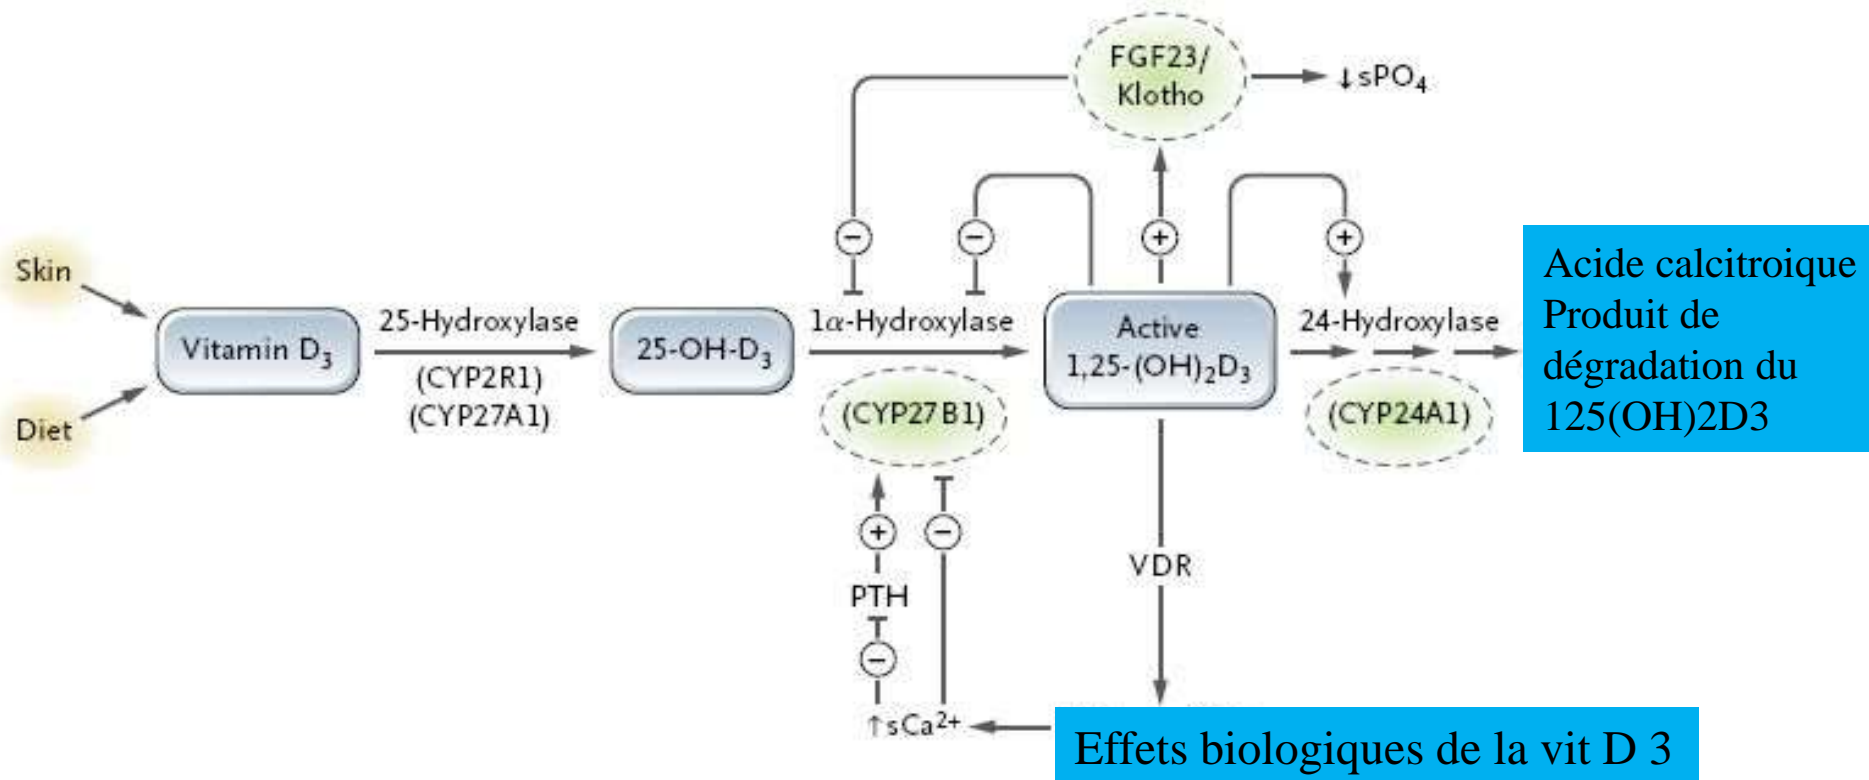 FGF23/
Klotho
↓sPO₄
−
−
+
+
Skin
Diet
Vitamin D₃
25-Hydroxylase
(CYP2R1)
(CYP27A1)
25-OH-D₃
1α-Hydroxylase
(CYP27B1)
Active
1,25-(OH)₂D₃
24-Hydroxylase
(CYP24A1)
Acide calcitroique
Produit de
dégradation du
125(OH)2D3
+
−
PTH
−
↑sCa²⁺
VDR
Effets biologiques de la vit D 3